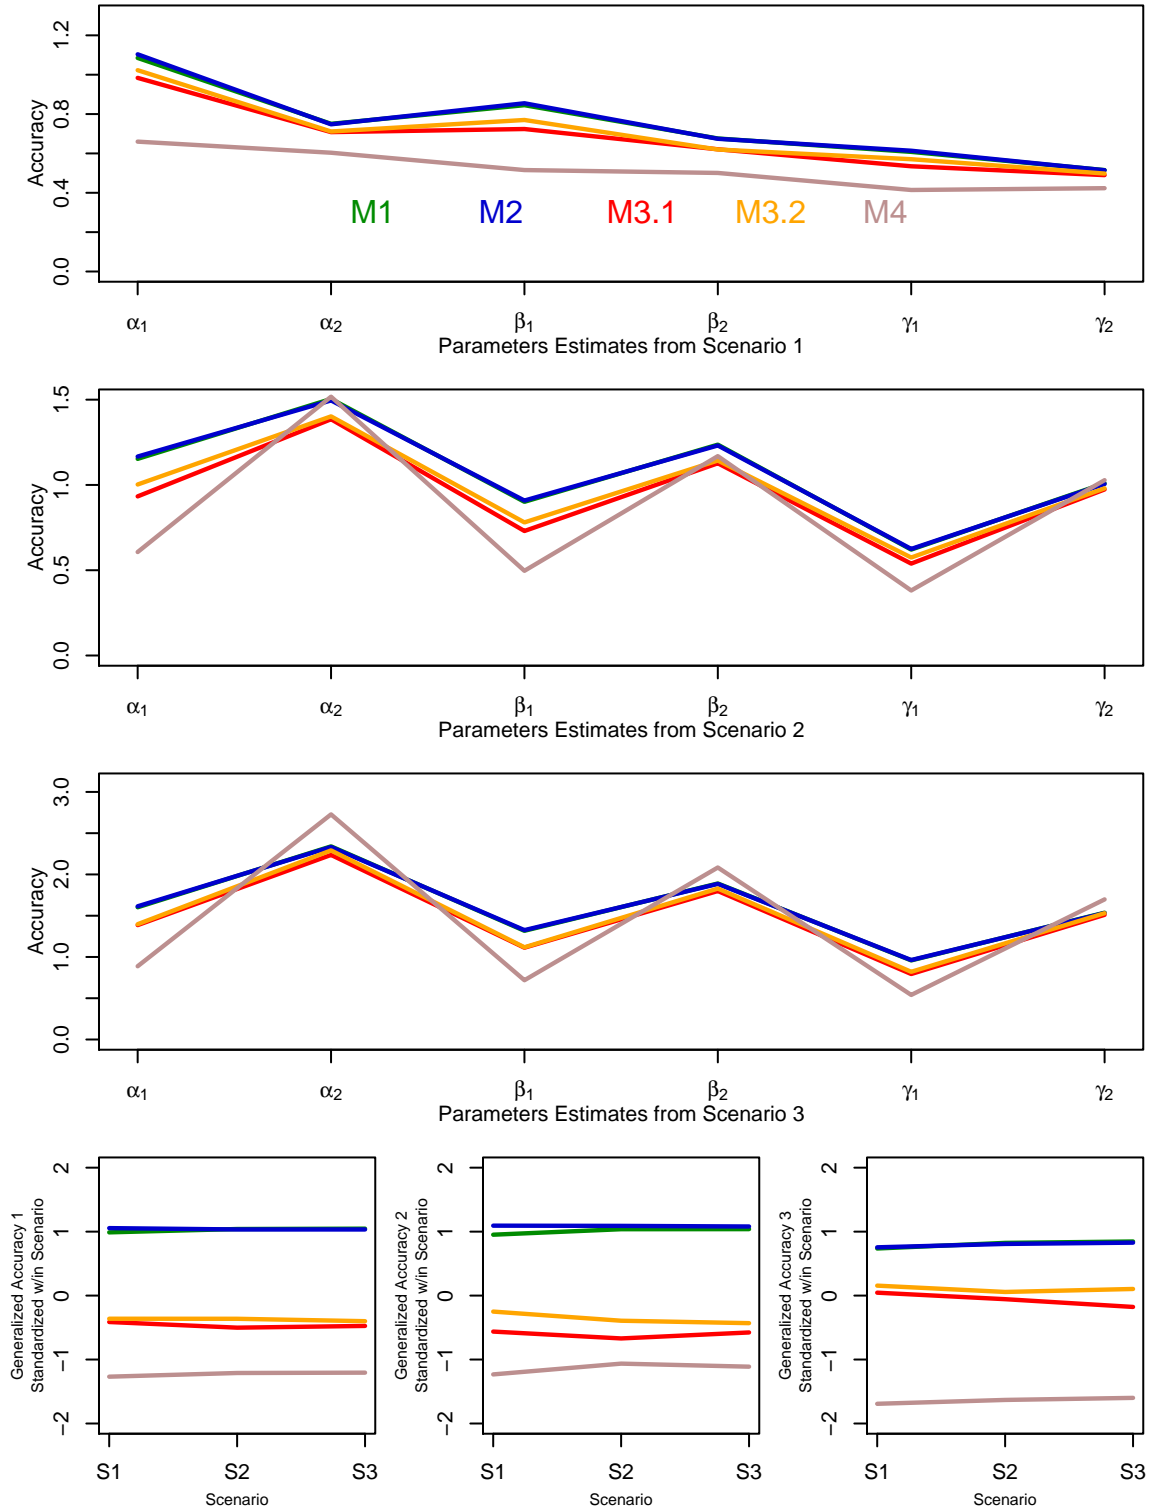 Accuracy
0.0 0.4 0.8 1.2
M1 M2 M3.1 M3.2 M4
α1 α2 β1 β2 γ1 γ2
Parameters Estimates from Scenario 1
Accuracy
0.0 0.5 1.0 1.5
α1 α2 β1 β2 γ1 γ2
Parameters Estimates from Scenario 2
Accuracy
0.0 1.0 2.0 3.0
α1 α2 β1 β2 γ1 γ2
Parameters Estimates from Scenario 3
Generalized Accuracy 1
Standardized w/in Scenario
−2 −1 0 1 2
S1 S2 S3
Scenario
Generalized Accuracy 2
Standardized w/in Scenario
−2 −1 0 1 2
S1 S2 S3
Scenario
Generalized Accuracy 3
Standardized w/in Scenario
−2 −1 0 1 2
S1 S2 S3
Scenario